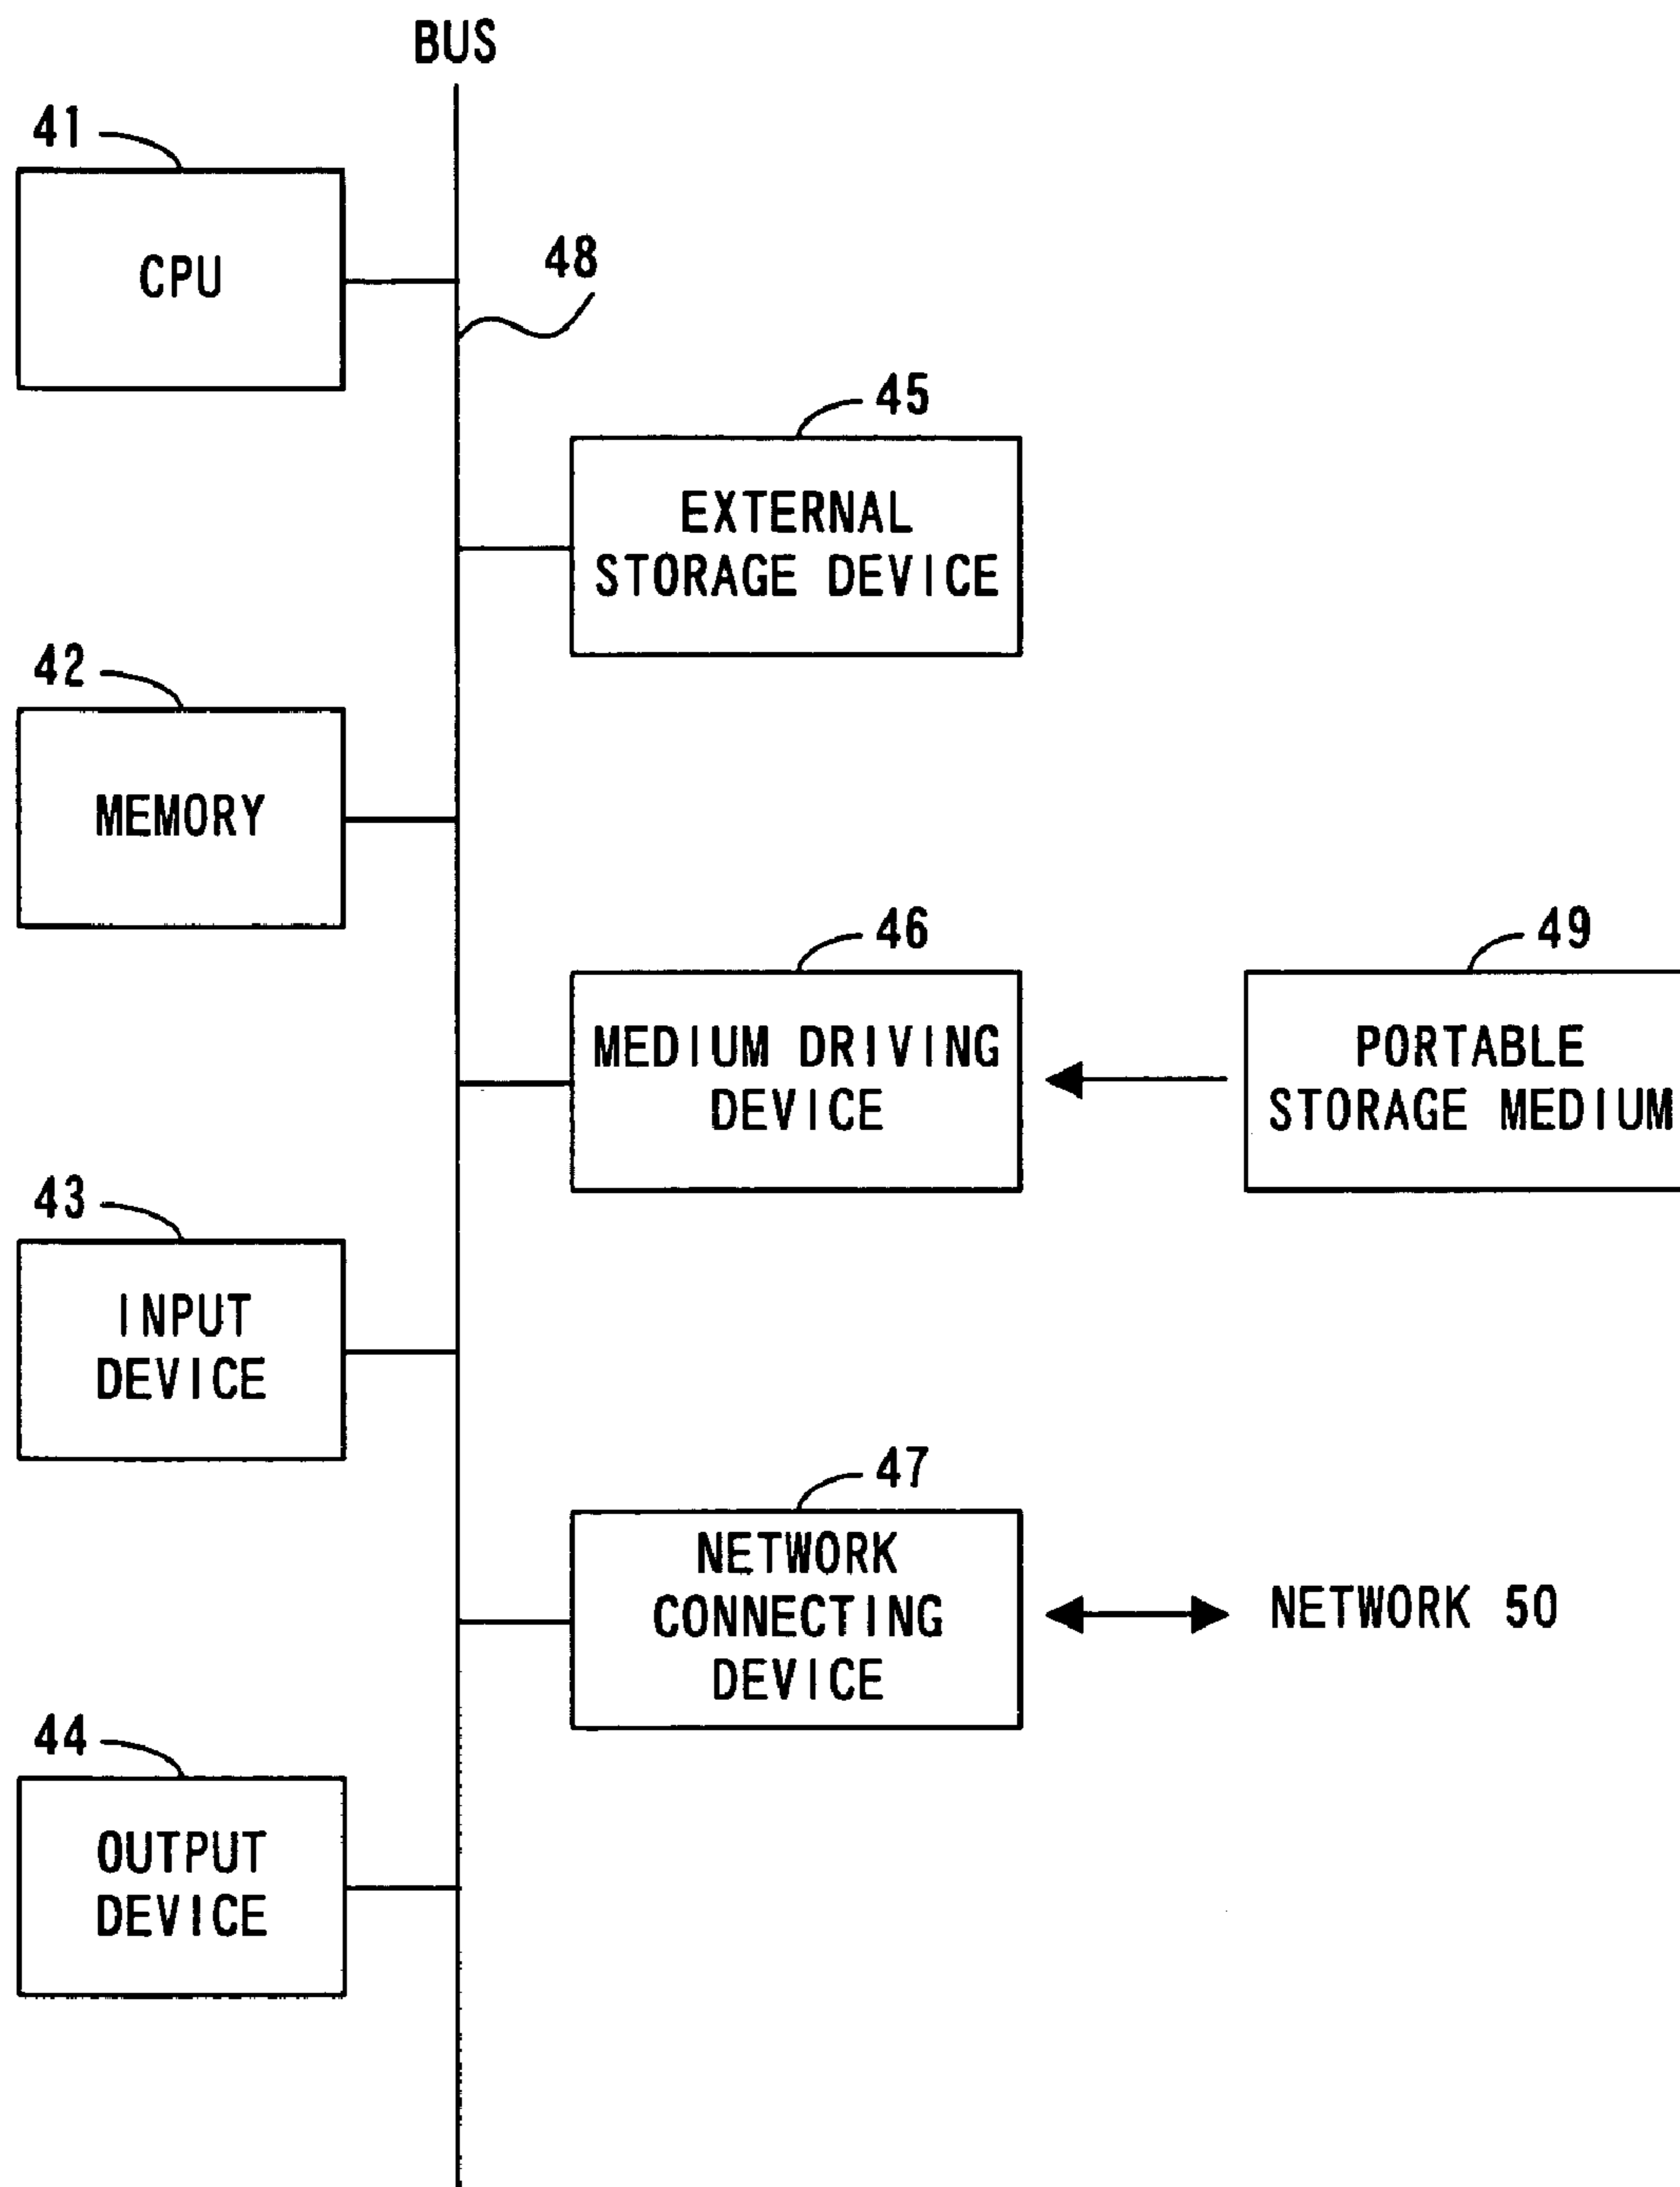 BUS
41
CPU
48
45
EXTERNAL
STORAGE DEVICE
42
MEMORY
46
MEDIUM DRIVING
DEVICE
49
PORTABLE
STORAGE MEDIUM
43
INPUT
DEVICE
47
NETWORK
CONNECTING
DEVICE
NETWORK 50
44
OUTPUT
DEVICE